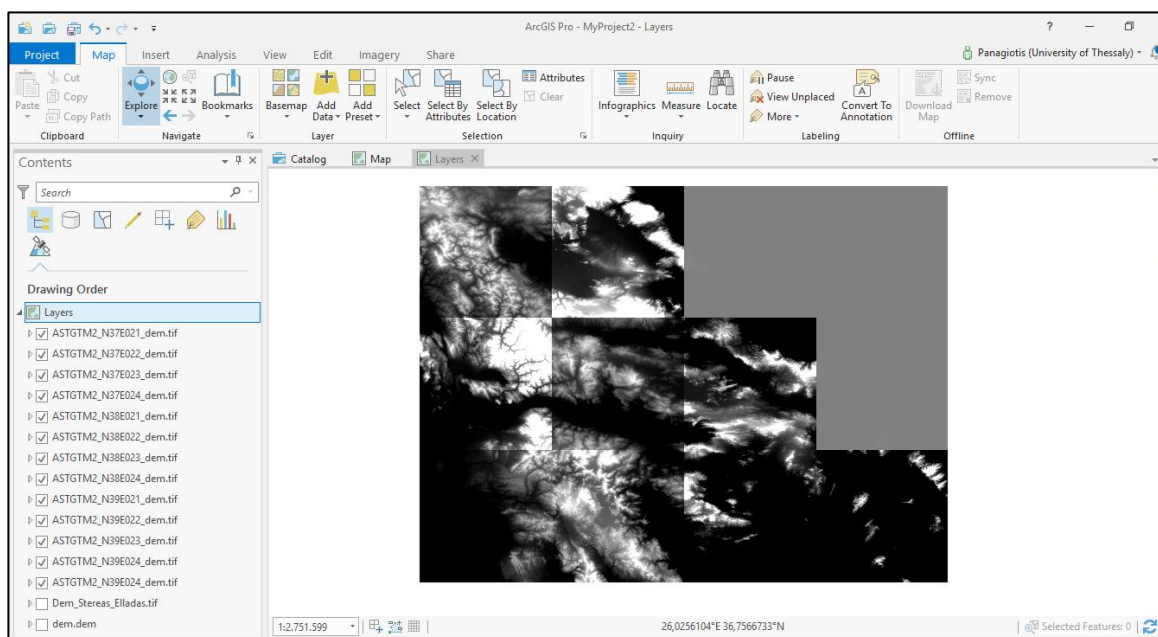 ArcGIS Pro - MyProject2 - Layers
?
Project Map Insert Analysis View Edit Imagery Share Panagiotis (University of Thessaly)
Cut Attributes Pause Sync
Copy Clear View Unplaced Remove
Paste Copy Path Explore Bookmarks Basemap Add Data Add Preset Select Select By Attributes Select By Location Infographics Measure Locate More Convert To Annotation Download Map
Clipboard Navigate Layer Selection Inquiry Labeling Offline
Contents Catalog Map Layers
Search
Drawing Order
Layers
ASTGTM2_N37E021_dem.tif
ASTGTM2_N37E022_dem.tif
ASTGTM2_N37E023_dem.tif
ASTGTM2_N37E024_dem.tif
ASTGTM2_N38E021_dem.tif
ASTGTM2_N38E022_dem.tif
ASTGTM2_N38E023_dem.tif
ASTGTM2_N38E024_dem.tif
ASTGTM2_N39E021_dem.tif
ASTGTM2_N39E022_dem.tif
ASTGTM2_N39E023_dem.tif
ASTGTM2_N39E024_dem.tif
ASTGTM2_N39E024_dem.tif
Dem_Stereas_Elladas.tif
dem.dem
1:2.751.599 26,0256104°E 36,7566733°N Selected Features: 0